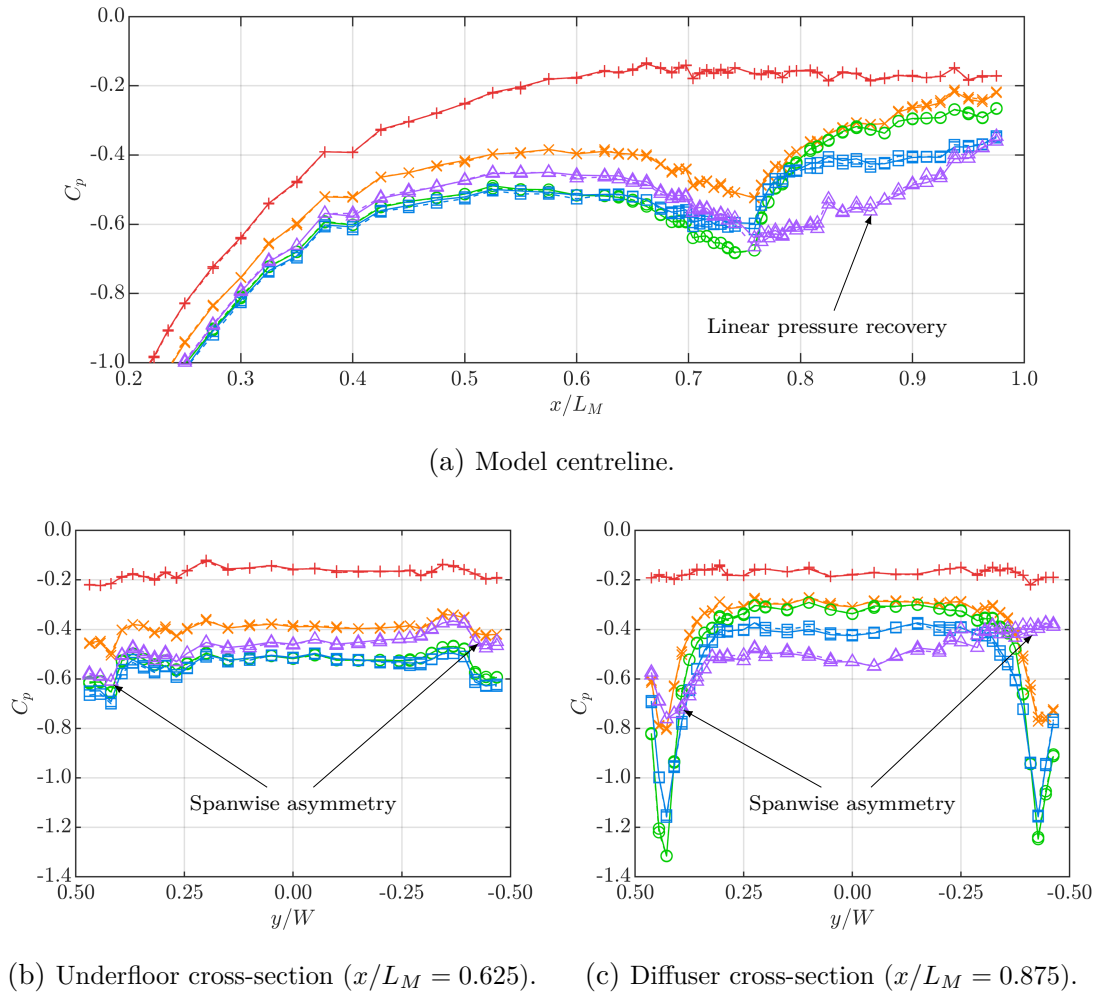 0.0
-0.2
-0.4
-0.6
-0.8
-1.0
C_p
Linear pressure recovery
0.2 0.3 0.4 0.5 0.6 0.7 0.8 0.9 1.0
x/L_M
(a) Model centreline.
0.0
-0.2
-0.4
-0.6
-0.8
-1.0
-1.2
-1.4
C_p
Spanwise asymmetry
0.5 0.25 0.00 -0.25 -0.50
y/W
(b) Underfloor cross-section (x/L_M = 0.625).
0.0
-0.2
-0.4
-0.6
-0.8
-1.0
-1.2
-1.4
C_p
Spanwise asymmetry
0.5 0.25 0.00 -0.25 -0.50
y/W
(c) Diffuser cross-section (x/L_M = 0.875).